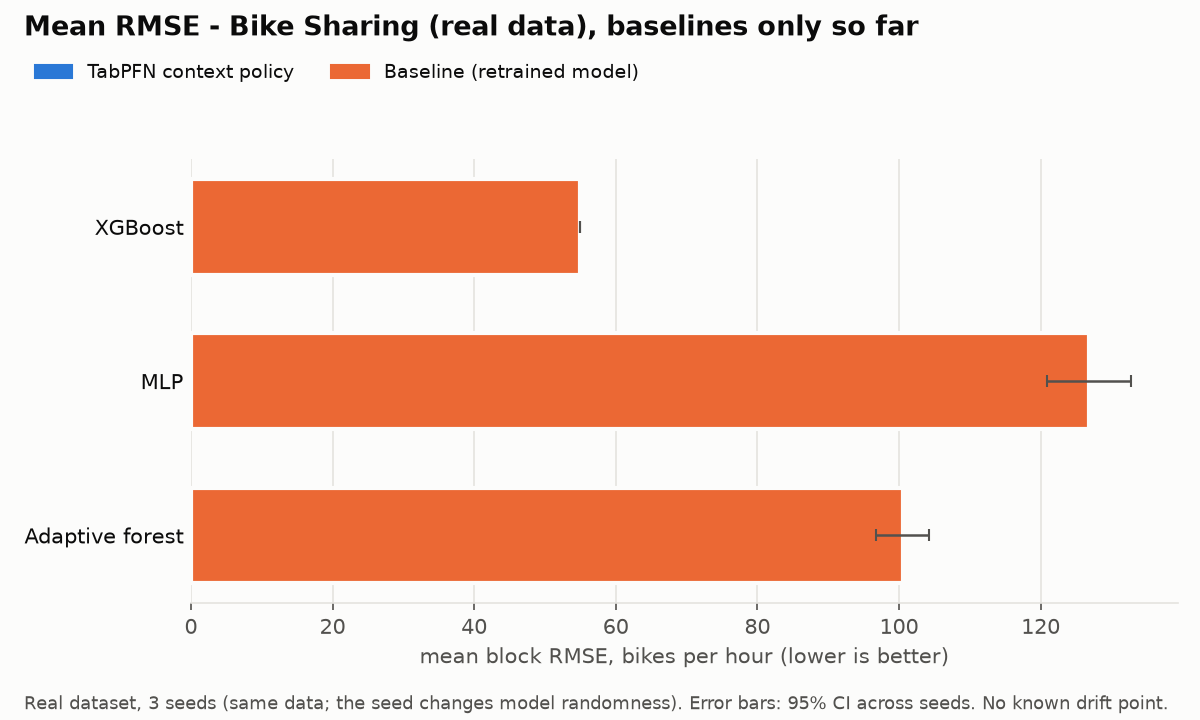 Mean RMSE - Bike Sharing (real data), baselines only so far
TabPFN context policy
Baseline (retrained model)
XGBoost
MLP
Adaptive forest
0 20 40 60 80 100 120
mean block RMSE, bikes per hour (lower is better)
Real dataset, 3 seeds (same data; the seed changes model randomness). Error bars: 95% CI across seeds. No known drift point.